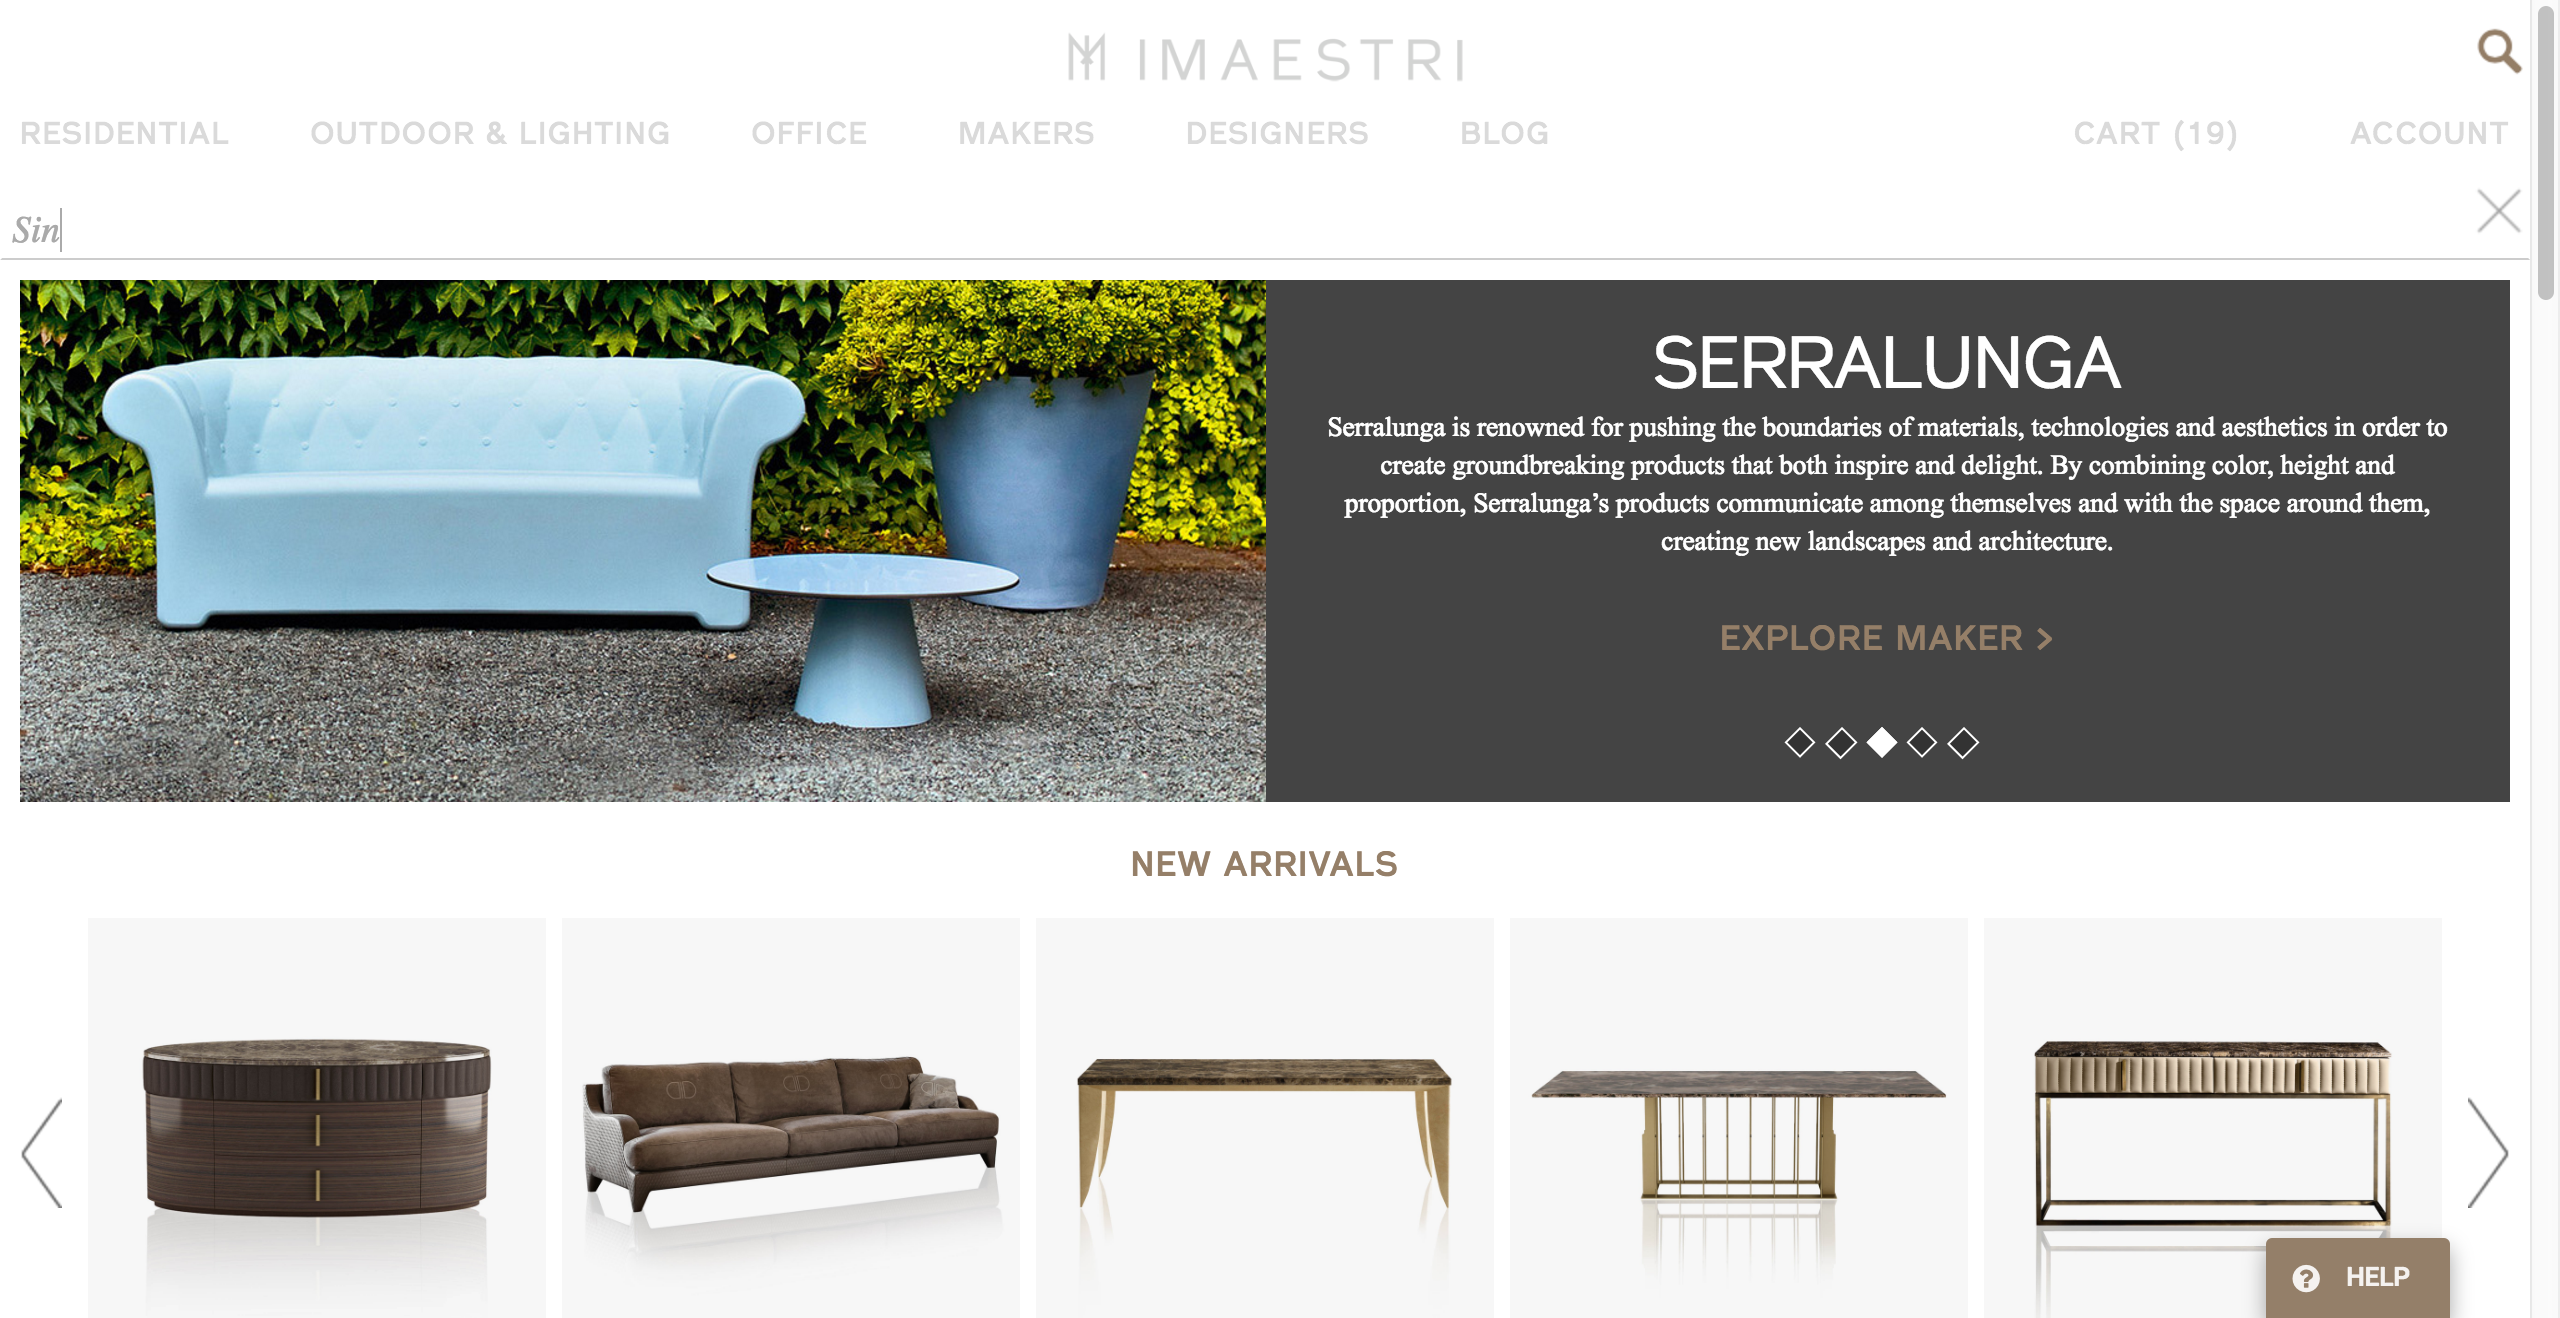 IMAESTRI
RESIDENTIAL OUTDOOR & LIGHTING OFFICE MAKERS DESIGNERS BLOG CART (19) ACCOUNT
Sin
SERRALUNGA
Serralunga is renowned for pushing the boundaries of materials, technologies and aesthetics in order to
create groundbreaking products that both inspire and delight. By combining color, height and
proportion, Serralunga’s products communicate among themselves and with the space around them,
creating new landscapes and architecture.
EXPLORE MAKER >
NEW ARRIVALS
? HELP